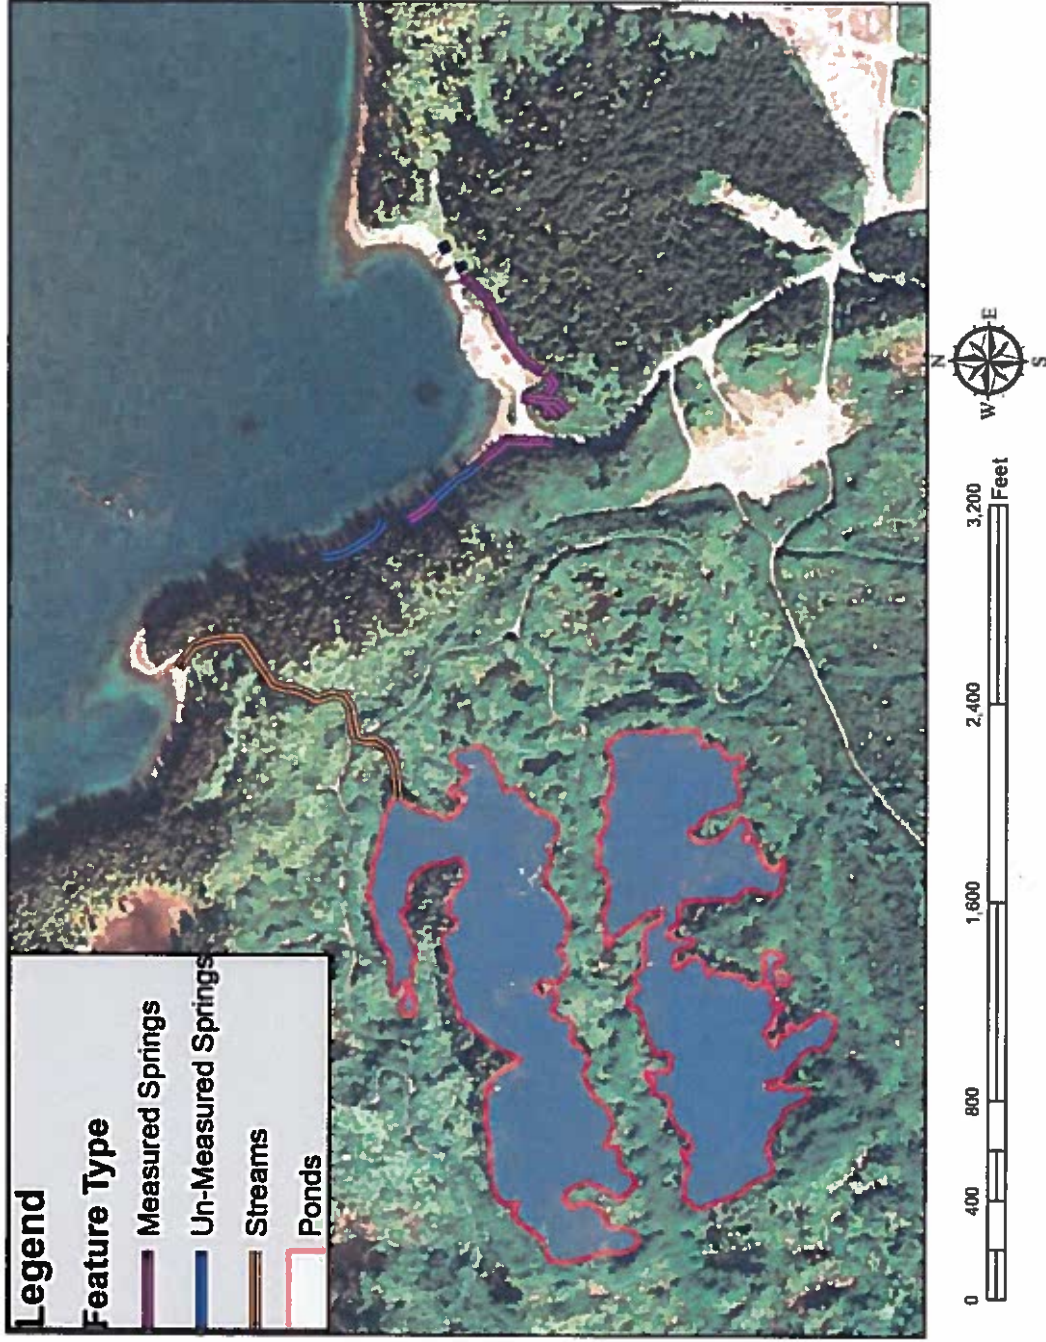 Legend
Feature Type
Measured Springs
Un-Measured Springs
Streams
Ponds
N
W
E
S
0 400 800 1,600 2,400 3,200
Feet